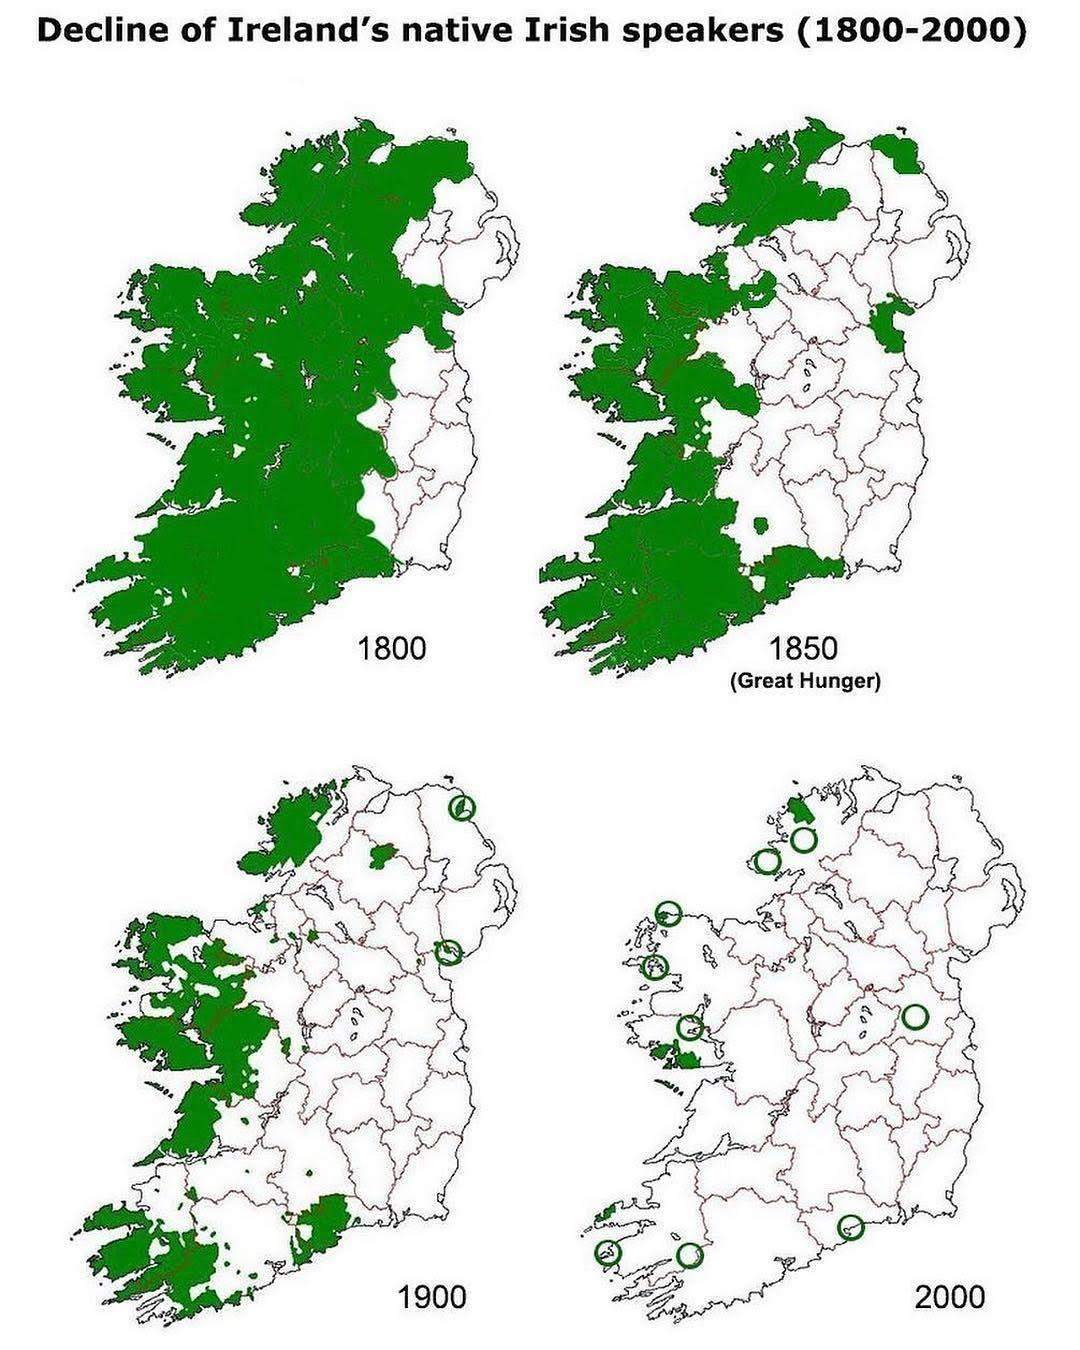 Decline of Ireland’s native Irish speakers (1800-2000)
1800
1850
(Great Hunger)
1900
2000